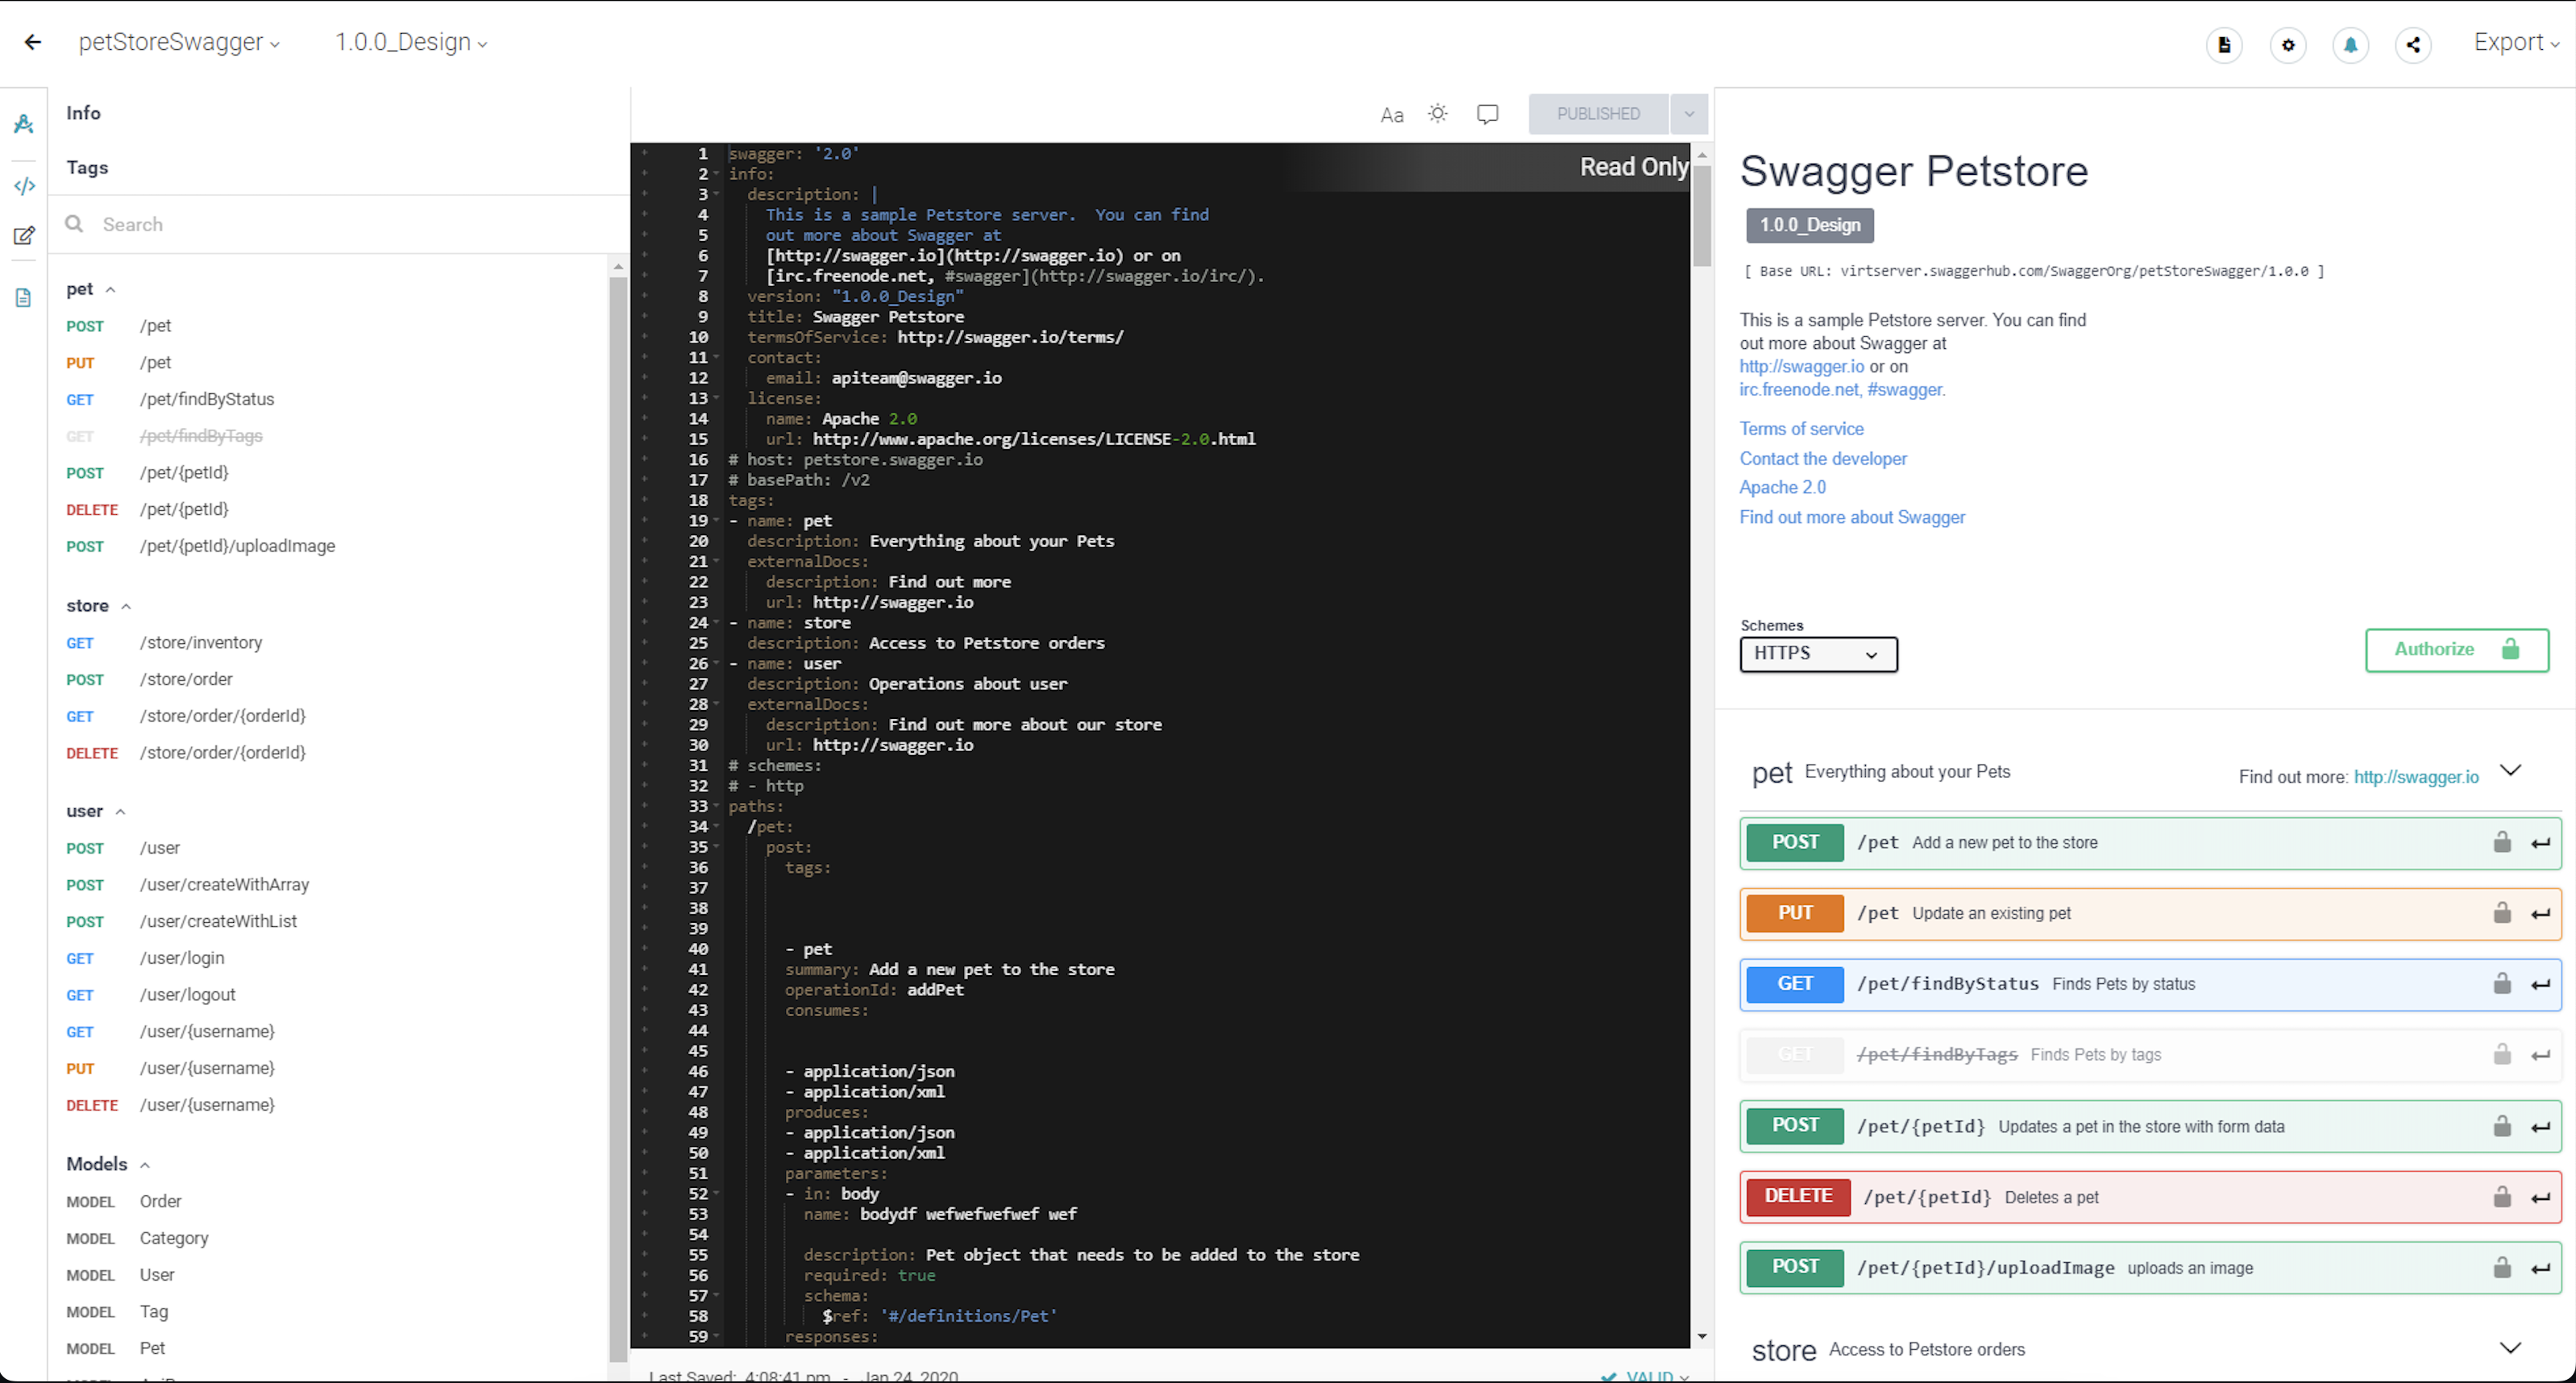 petStoreSwagger
1.0.0_Design
Export
Info
Tags
Search
pet
POST /pet
PUT /pet
GET /pet/findByStatus
GET /pet/findByTags
POST /pet/{petId}
DELETE /pet/{petId}
POST /pet/{petId}/uploadImage
store
GET /store/inventory
POST /store/order
GET /store/order/{orderId}
DELETE /store/order/{orderId}
user
POST /user
POST /user/createWithArray
POST /user/createWithList
GET /user/login
GET /user/logout
GET /user/{username}
PUT /user/{username}
DELETE /user/{username}
Models
MODEL Order
MODEL Category
MODEL User
MODEL Tag
MODEL Pet
Aa
PUBLISHED
Read Only
1 swagger: '2.0'
2 info:
3 description: |
4 This is a sample Petstore server.  You can find
5 out more about Swagger at
6 [http://swagger.io](http://swagger.io) or on
7 [irc.freenode.net, #swagger](http://swagger.io/irc/).
8 version: "1.0.0_Design"
9 title: Swagger Petstore
10 termsOfService: http://swagger.io/terms/
11 contact:
12 email: apiteam@swagger.io
13 license:
14 name: Apache 2.0
15 url: http://www.apache.org/licenses/LICENSE-2.0.html
16 # host: petstore.swagger.io
17 # basePath: /v2
18 tags:
19 - name: pet
20 description: Everything about your Pets
21 externalDocs:
22 description: Find out more
23 url: http://swagger.io
24 - name: store
25 description: Access to Petstore orders
26 - name: user
27 description: Operations about user
28 externalDocs:
29 description: Find out more about our store
30 url: http://swagger.io
31 # schemes:
32 # - http
33 paths:
34 /pet:
35 post:
36 tags:
37
38
39
40 - pet
41 summary: Add a new pet to the store
42 operationId: addPet
43 consumes:
44
45
46 - application/json
47 - application/xml
48 produces:
49 - application/json
50 - application/xml
51 parameters:
52 - in: body
53 name: bodydf wefwefwefwef wef
54
55 description: Pet object that needs to be added to the store
56 required: true
57 schema:
58 $ref: '#/definitions/Pet'
59 responses:
Last Saved: 4:08:41 pm - Jan 24, 2020
VALID
Swagger Petstore
1.0.0_Design
[ Base URL: virtserver.swaggerhub.com/SwaggerOrg/petStoreSwagger/1.0.0 ]
This is a sample Petstore server. You can find
out more about Swagger at
http://swagger.io or on
irc.freenode.net, #swagger.
Terms of service
Contact the developer
Apache 2.0
Find out more about Swagger
Schemes
HTTPS
Authorize
pet Everything about your Pets
Find out more: http://swagger.io
POST /pet Add a new pet to the store
PUT /pet Update an existing pet
GET /pet/findByStatus Finds Pets by status
GET /pet/findByTags Finds Pets by tags
POST /pet/{petId} Updates a pet in the store with form data
DELETE /pet/{petId} Deletes a pet
POST /pet/{petId}/uploadImage uploads an image
store Access to Petstore orders